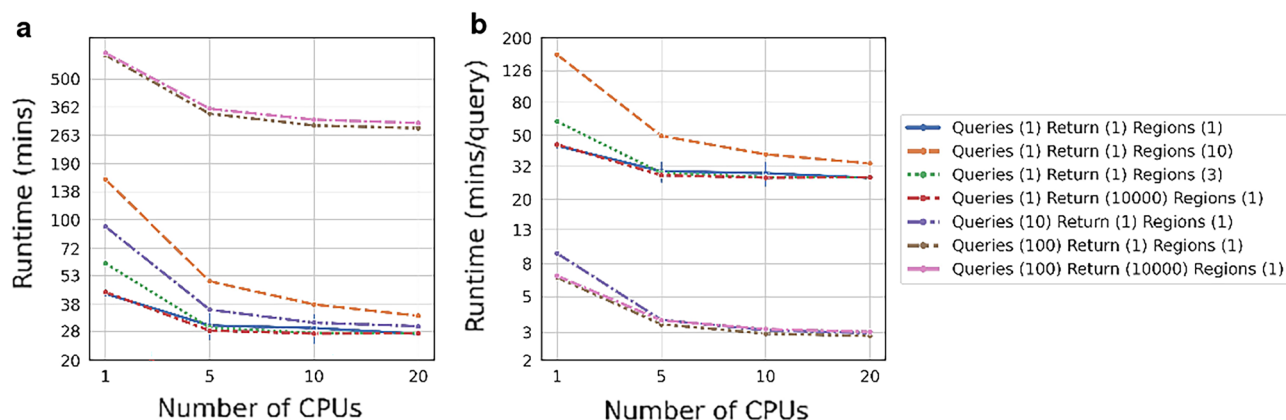 a
Runtime (mins)
500
362
263
190
138
100
72
53
38
28
20
1
5
10
20
Number of CPUs
b
Runtime (mins/query)
200
126
80
50
32
20
13
8
5
3
2
1
5
10
20
Number of CPUs
Queries (1) Return (1) Regions (1)
Queries (1) Return (1) Regions (10)
Queries (1) Return (1) Regions (3)
Queries (1) Return (10000) Regions (1)
Queries (10) Return (1) Regions (1)
Queries (100) Return (1) Regions (1)
Queries (100) Return (10000) Regions (1)